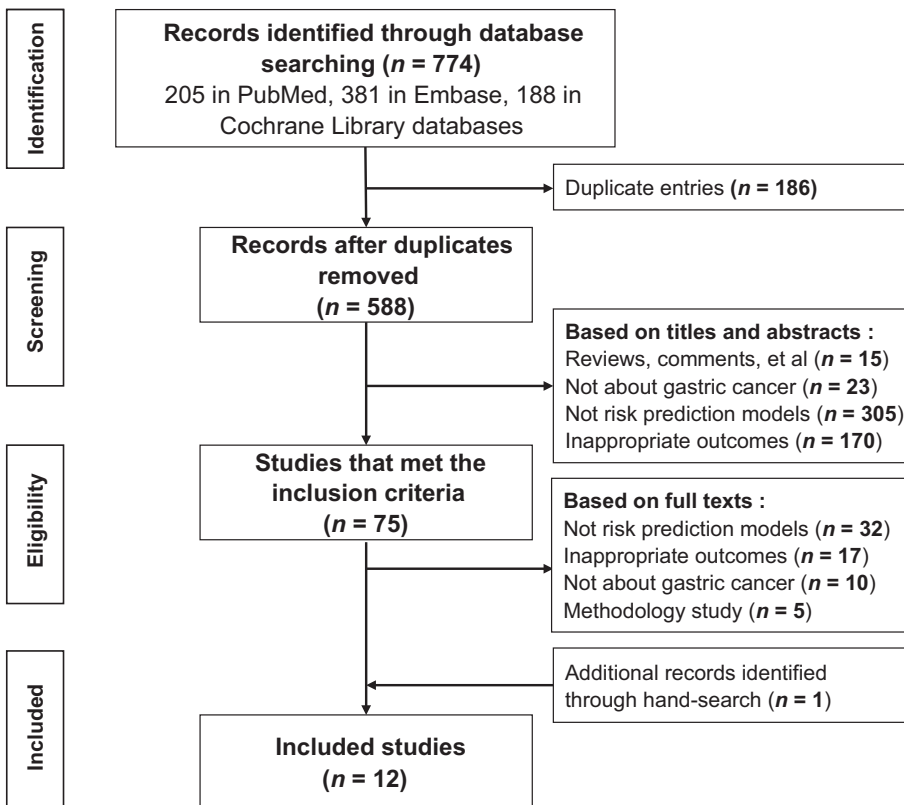 Identification
Records identified through database
searching (n = 774)
205 in PubMed, 381 in Embase, 188 in
Cochrane Library databases
Duplicate entries (n = 186)
Screening
Records after duplicates
removed
(n = 588)
Based on titles and abstracts :
Reviews, comments, et al (n = 15)
Not about gastric cancer (n = 23)
Not risk prediction models (n = 305)
Inappropriate outcomes (n = 170)
Eligibility
Studies that met the
inclusion criteria
(n = 75)
Based on full texts :
Not risk prediction models (n = 32)
Inappropriate outcomes (n = 17)
Not about gastric cancer (n = 10)
Methodology study (n = 5)
Additional records identified
through hand-search (n = 1)
Included
Included studies
(n = 12)